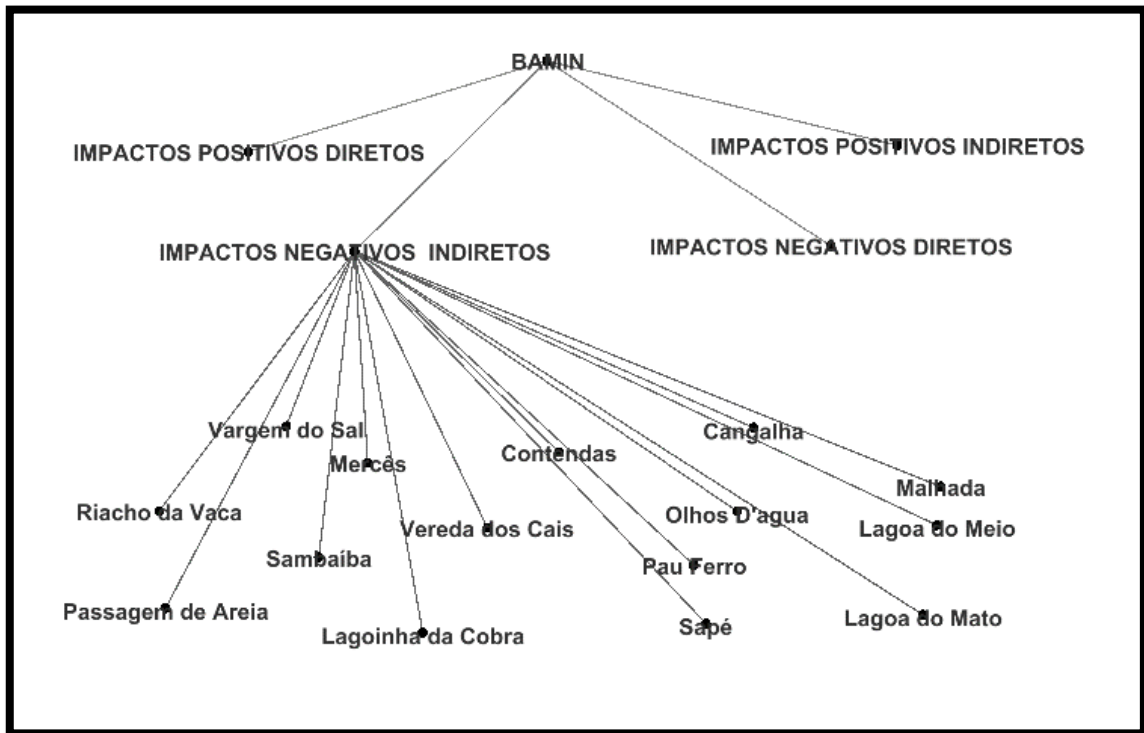 BAMIN
IMPACTOS POSITIVOS DIRETOS
IMPACTOS POSITIVOS INDIRETOS
IMPACTOS NEGATIVOS INDIRETOS
IMPACTOS NEGATIVOS DIRETOS
Vargem do Sal
Cangalha
Mercês
Contendas
Malhada
Riacho da Vaca
Vereda dos Cais
Olhos D'agua
Lagoa do Meio
Sambaíba
Pau Ferro
Passagem de Areia
Lagoinha da Cobra
Sapé
Lagoa do Mato